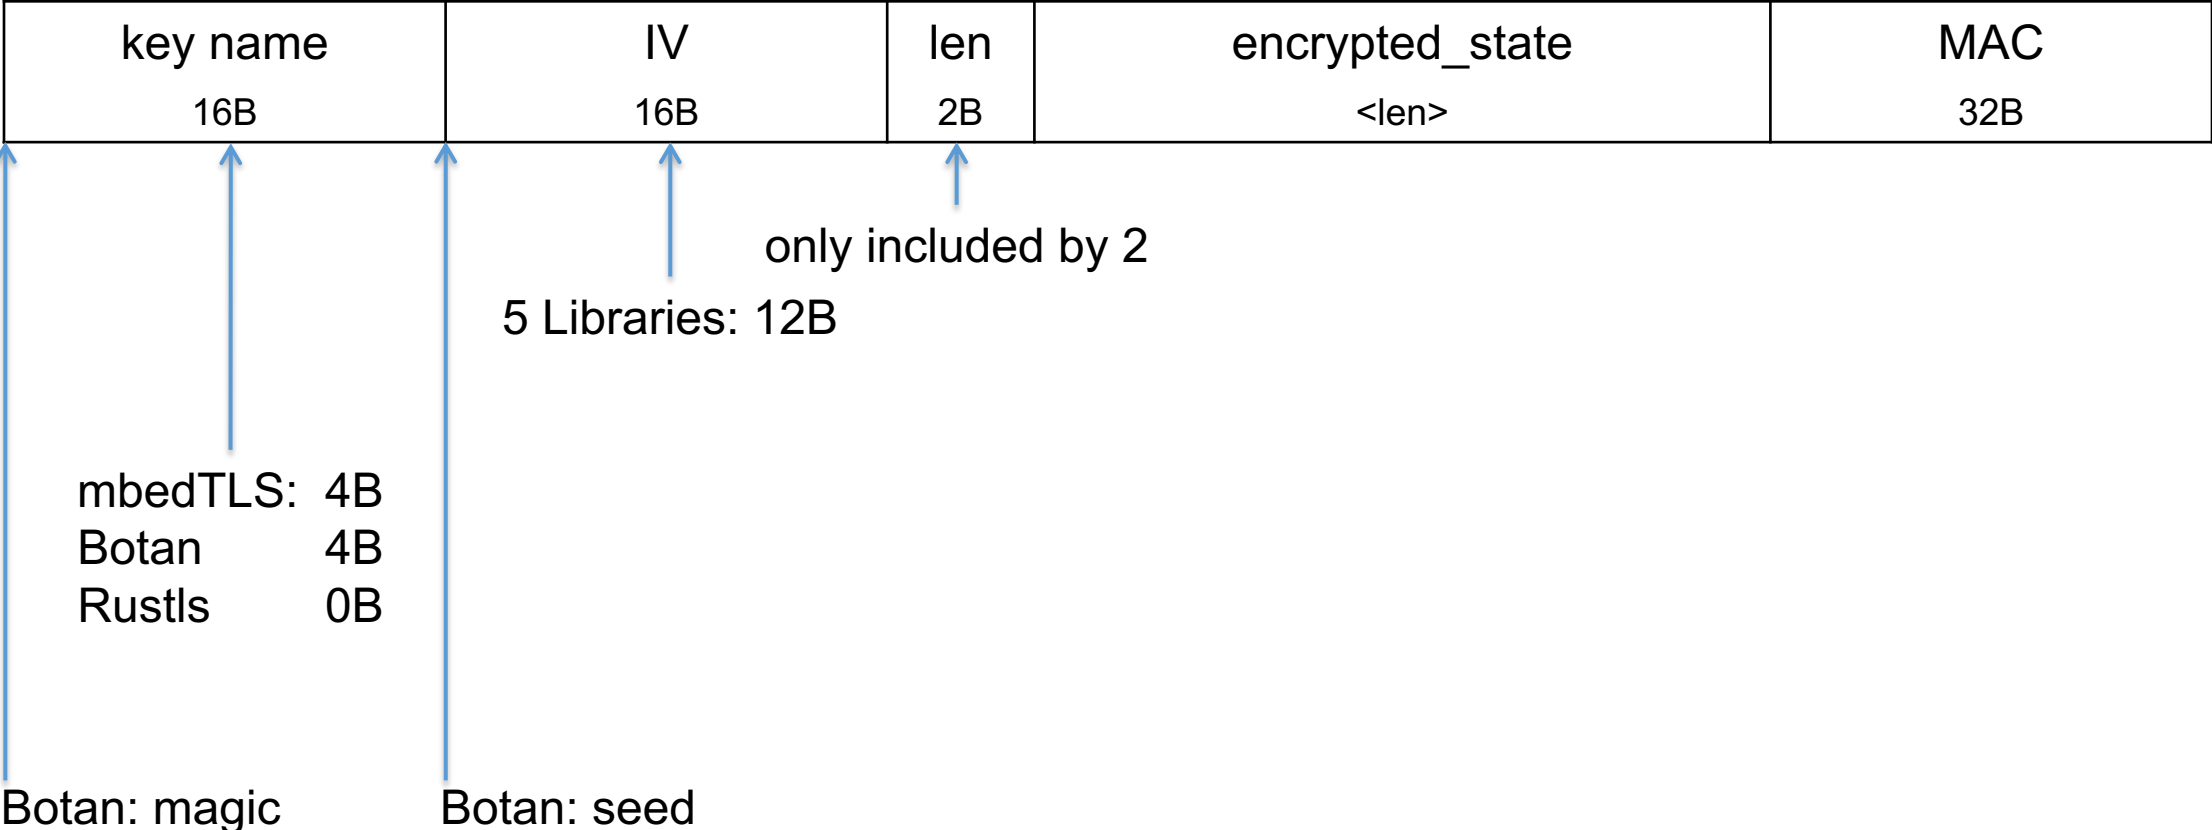 key name IV len encrypted_state MAC
16B 16B 2B <len> 32B
only included by 2
5 Libraries: 12B
mbedTLS: 4B
Botan 4B
Rustls 0B
Botan: magic Botan: seed